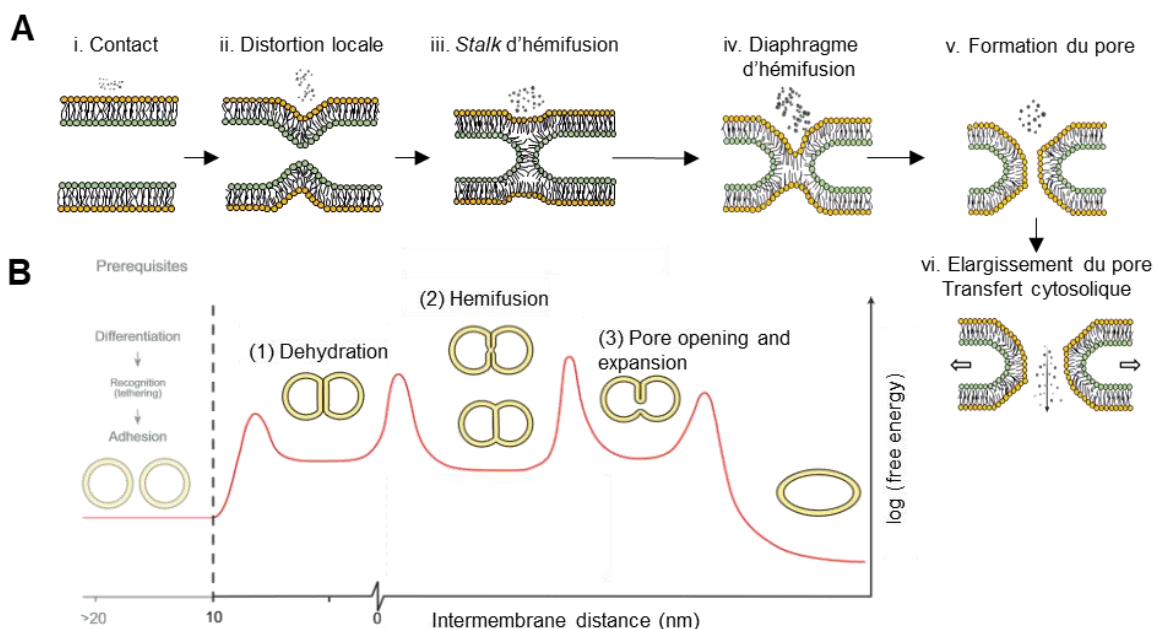 A
i. Contact
ii. Distortion locale
iii. Stalk d'hémifusion
iv. Diaphragme
d'hémifusion
v. Formation du pore
vi. Elargissement du pore
Transfert cytosolique
B
Prerequisites
Differentiation
Recognition
(tethering)
Adhesion
(1) Dehydration
(2) Hemifusion
(3) Pore opening and
expansion
log (free energy)
>20
10
0
Intermembrane distance (nm)